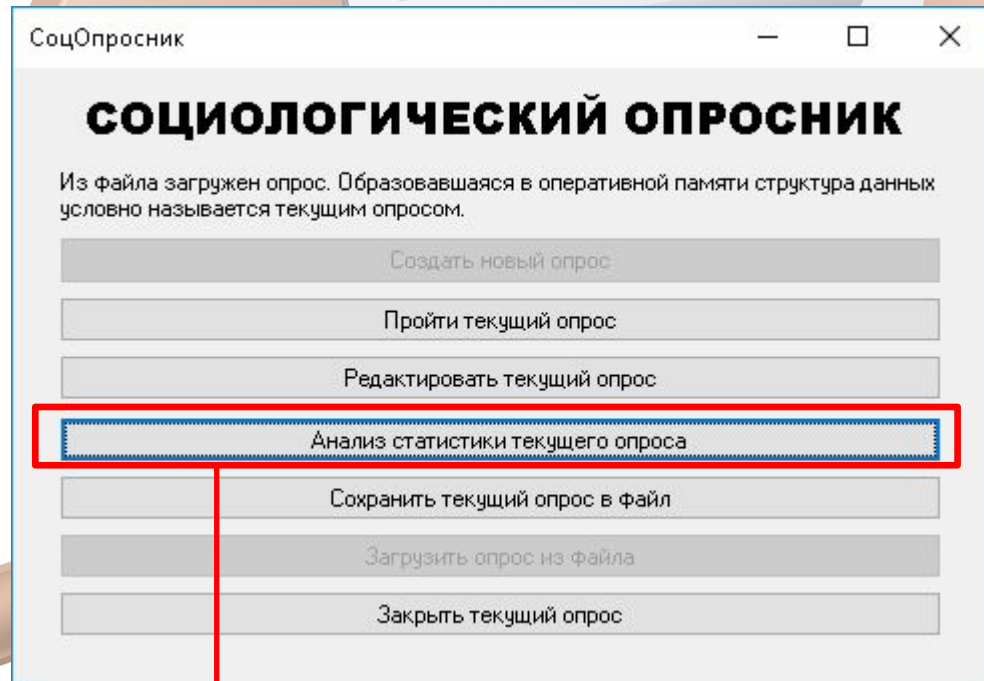 СоцОпросник
СОЦИОЛОГИЧЕСКИЙ ОПРОСНИК
Из файла загружен опрос. Образовавшаяся в оперативной памяти структура данных
условно называется текущим опросом.
Создать новый опрос
Пройти текущий опрос
Редактировать текущий опрос
Анализ статистики текущего опроса
Сохранить текущий опрос в файл
Загрузить опрос из файла
Закрыть текущий опрос